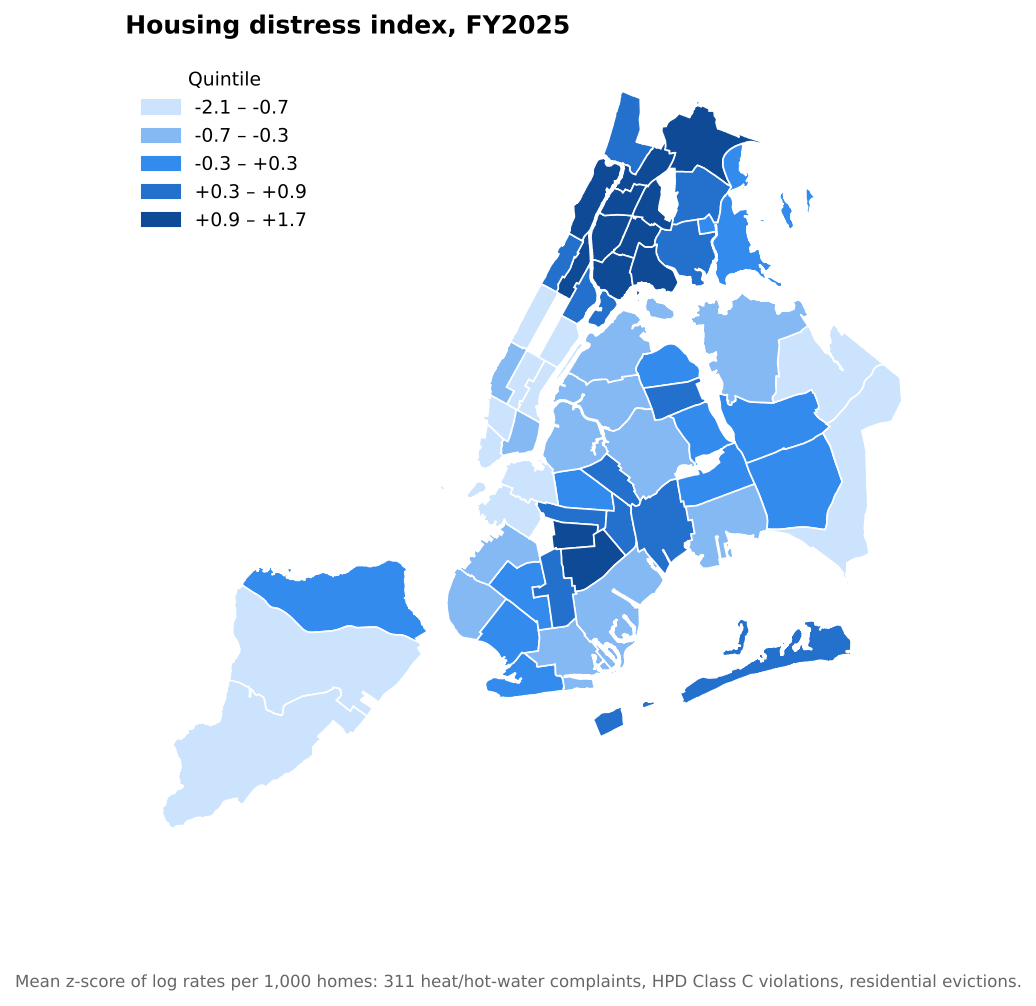 Housing distress index, FY2025
Quintile
-2.1 – -0.7
-0.7 – -0.3
-0.3 – +0.3
+0.3 – +0.9
+0.9 – +1.7
Mean z-score of log rates per 1,000 homes: 311 heat/hot-water complaints, HPD Class C violations, residential evictions.